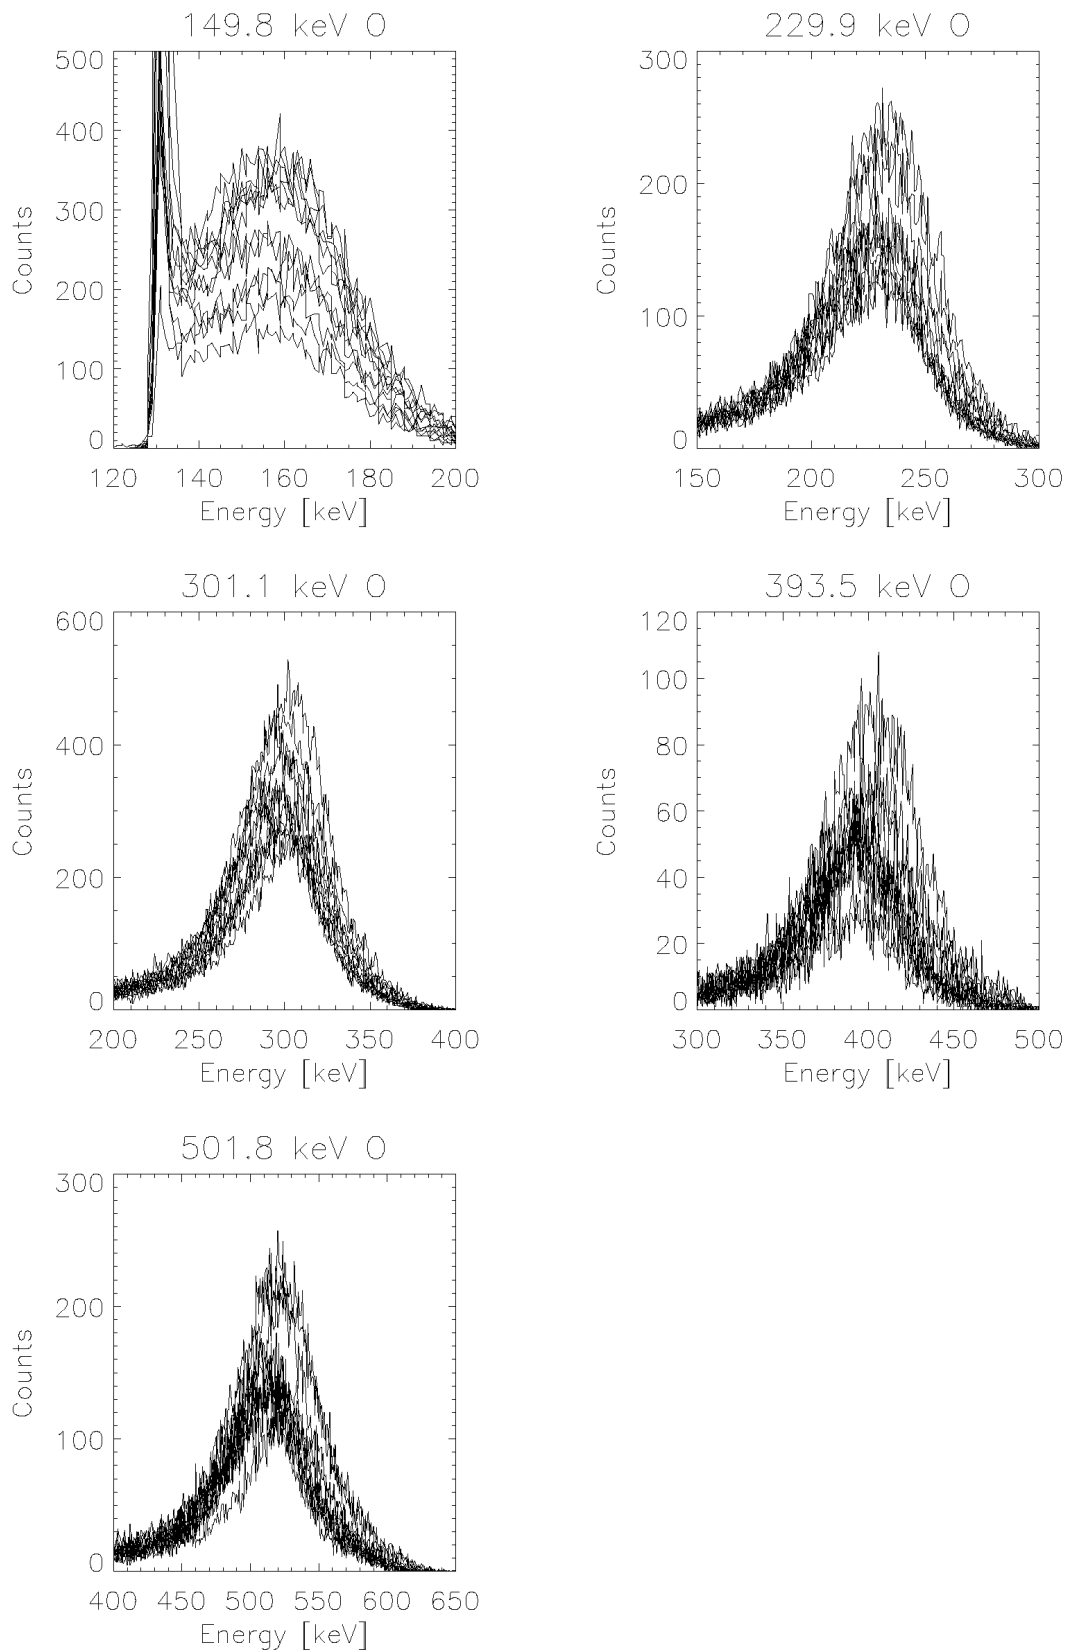 149.8 keV O
500
400
300
200
100
0
Counts
120 140 160 180 200
Energy [keV]
229.9 keV O
300
200
100
0
Counts
150 200 250 300
Energy [keV]
301.1 keV O
600
400
200
0
Counts
200 250 300 350 400
Energy [keV]
393.5 keV O
120
100
80
60
40
20
0
Counts
300 350 400 450 500
Energy [keV]
501.8 keV O
300
200
100
0
Counts
400 450 500 550 600 650
Energy [keV]